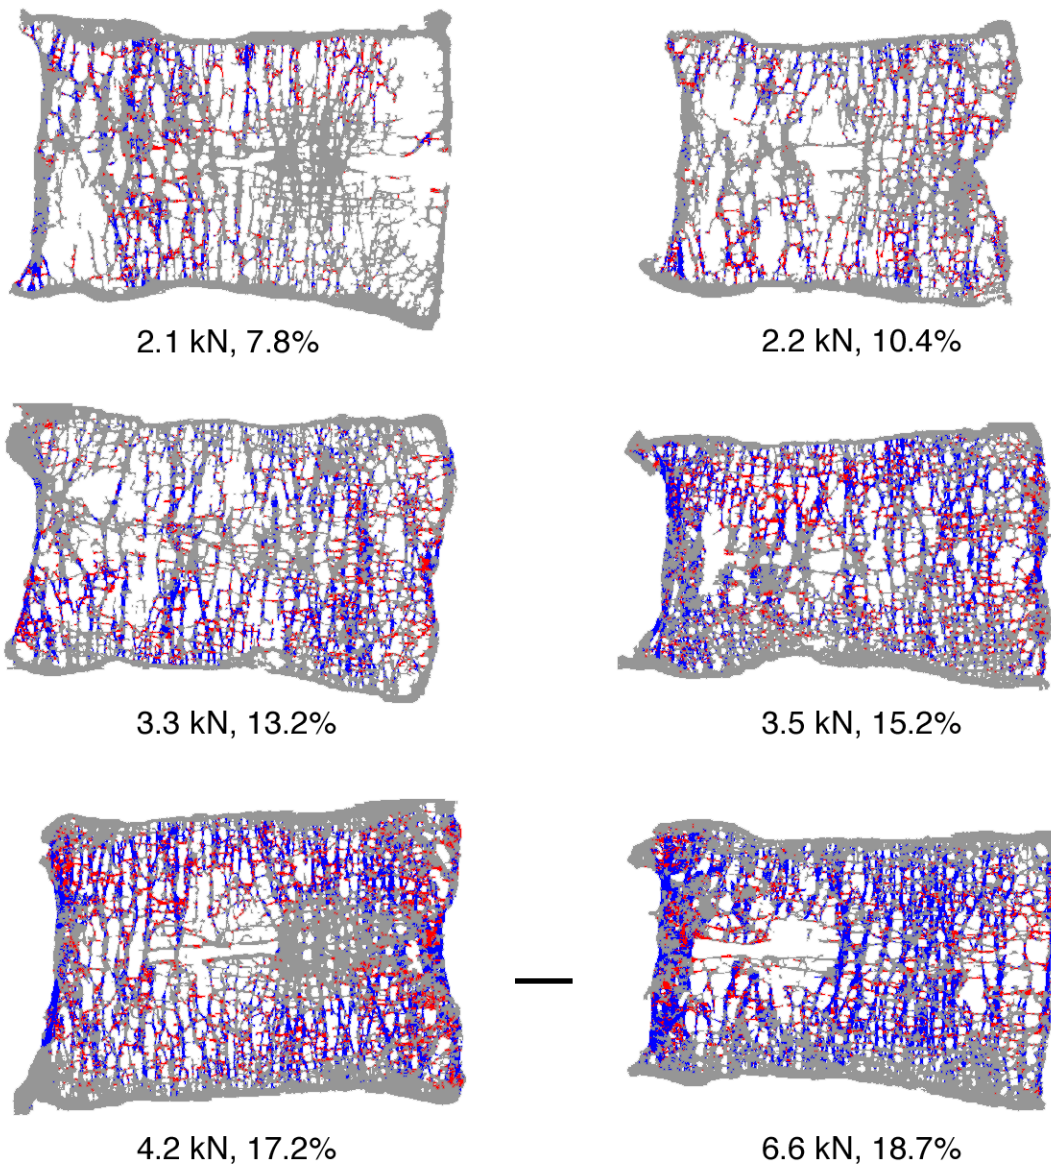 2.1 kN, 7.8%
2.2 kN, 10.4%
3.3 kN, 13.2%
3.5 kN, 15.2%
4.2 kN, 17.2%
6.6 kN, 18.7%